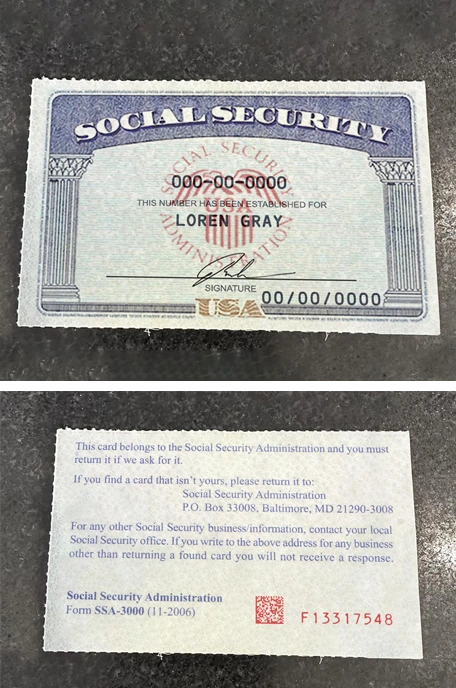 SOCIAL SECURITY
SOCIAL SECURITY
000-00-0000
THIS NUMBER HAS BEEN ESTABLISHED FOR
USA
LOREN GRAY
ADMINISTRATION
SIGNATURE
00/00/0000
USA
This card belongs to the Social Security Administration and you must
return it if we ask for it.
If you find a card that isn't yours, please return it to:
Social Security Administration
P.O. Box 33008, Baltimore, MD 21290-3008
For any other Social Security business/information, contact your local
Social Security office. If you write to the above address for any business
other than returning a found card you will not receive a response.
Social Security Administration
Form SSA-3000 (11-2006)
F13317548